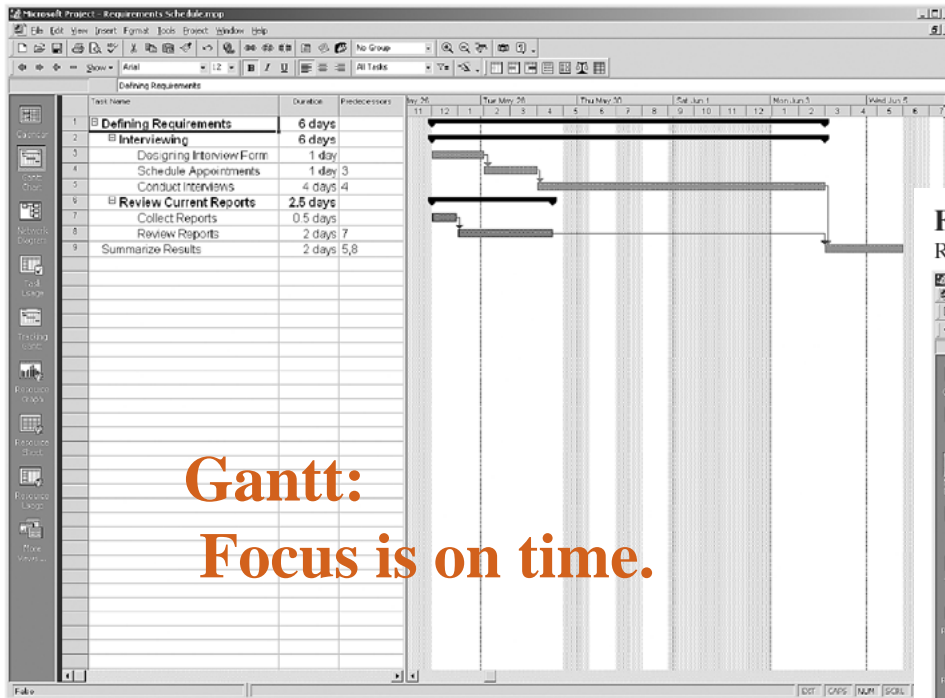 Microsoft Project - Requirements Schedule.mpp
File Edit View Insert Format Tools Project Window Help
No Group
Show Arial 12 B I U All Tasks
Defining Requirements
Task Name Duration Predecessors
Tue May 28 Thu May 30 Sat Jun 1 Mon Jun 3 Wed Jun 5
1 Defining Requirements 6 days
2 Interviewing 6 days
3 Designing Interview Form 1 day
4 Schedule Appointments 1 day 3
5 Conduct Interviews 4 days 4
6 Review Current Reports 2.5 days
7 Collect Reports 0.5 days
8 Review Reports 2 days 7
9 Summarize Results 2 days 5,8
Calendar
Gantt
Chart
Network
Diagram
Task
Usage
Tracking
Gantt
Resource
Graph
Resource
Sheet
Resource
Usage
More
Views...
Gantt:
Focus is on time.
EXT CAPS NUM SCRL